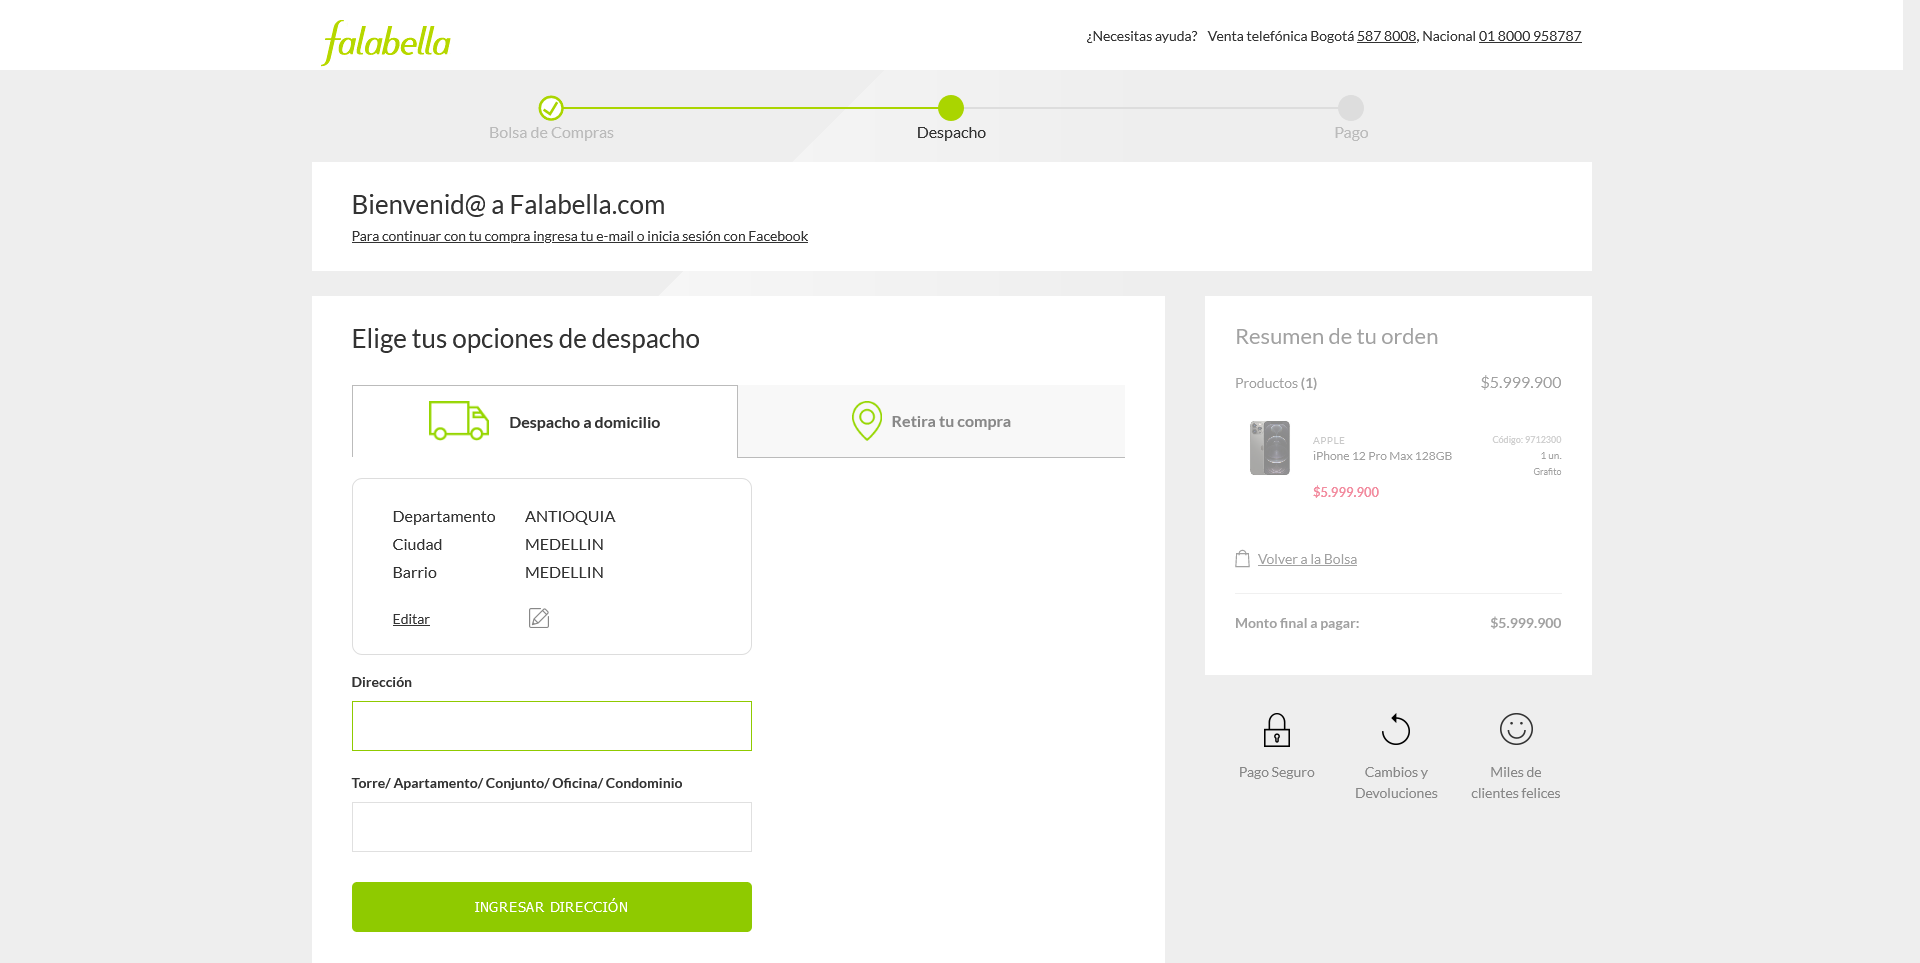 falabella
¿Necesitas ayuda? Venta telefónica Bogotá 587 8008, Nacional 01 8000 958787
Bolsa de Compras
Despacho
Pago
Bienvenid@ a Falabella.com
Para continuar con tu compra ingresa tu e-mail o inicia sesión con Facebook
Elige tus opciones de despacho
Despacho a domicilio
Retira tu compra
Departamento ANTIOQUIA
Ciudad MEDELLIN
Barrio MEDELLIN
Editar
Dirección
Torre/ Apartamento/ Conjunto/ Oficina/ Condominio
INGRESAR DIRECCIÓN
Resumen de tu orden
Productos (1) $5.999.900
APPLE
iPhone 12 Pro Max 128GB
Código: 9712300
1 un.
Grafito
$5.999.900
Volver a la Bolsa
Monto final a pagar: $5.999.900
Pago Seguro
Cambios y
Devoluciones
Miles de
clientes felices